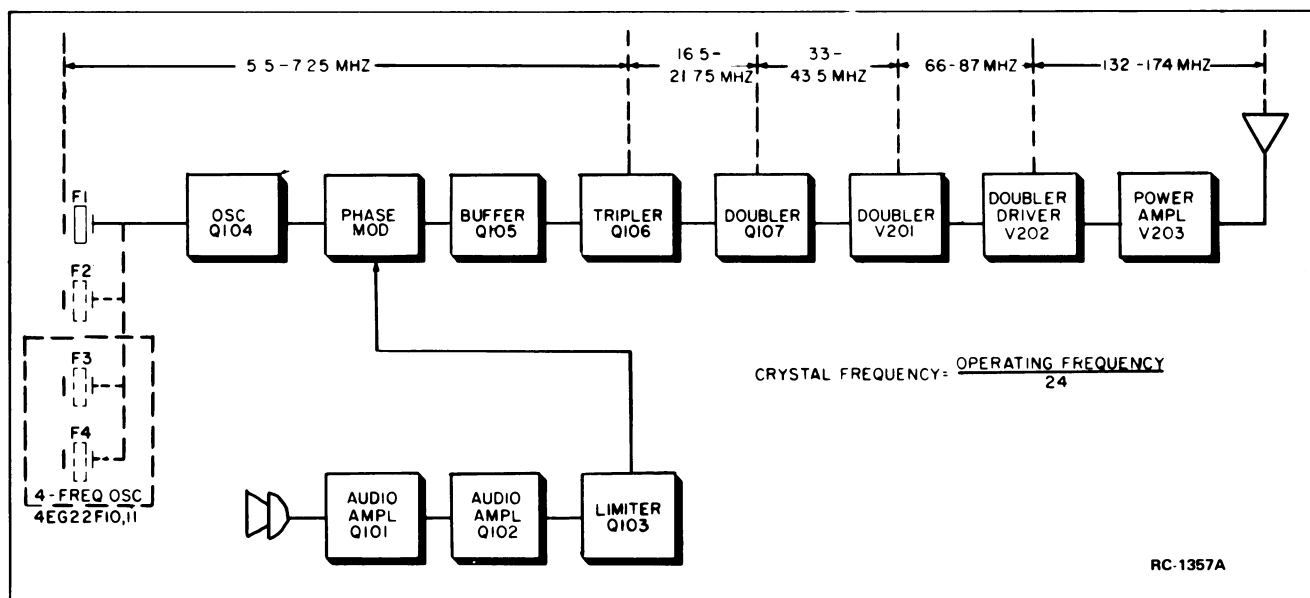 5.5-7.25 MHZ
16.5-
21.75 MHZ
33-
43.5 MHZ
66-87 MHZ
132-174 MHZ
F1
F2
F3
F4
4-FREQ OSC
4EG22F10,11
OSC
Q104
PHASE
MOD
BUFFER
Q105
TRIPLER
Q106
DOUBLER
Q107
DOUBLER
V201
DOUBLER
DRIVER
V202
POWER
AMPL
V203
CRYSTAL FREQUENCY= OPERATING FREQUENCY
24
AUDIO
AMPL
Q101
AUDIO
AMPL
Q102
LIMITER
Q103
RC-1357A